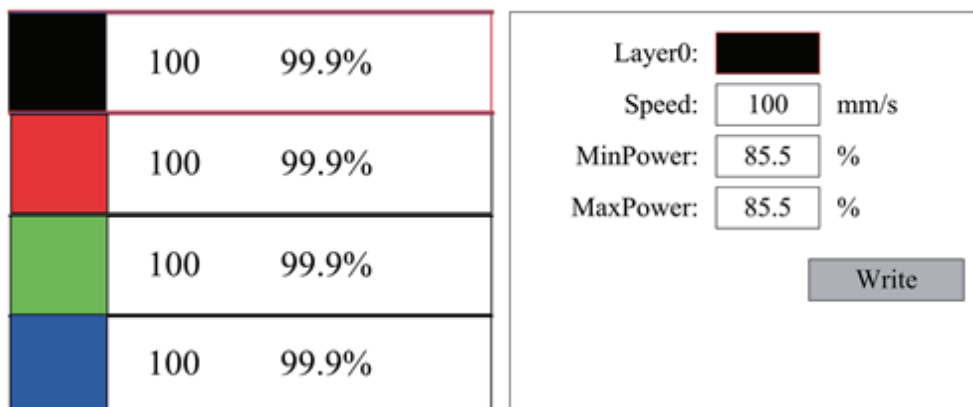 100 99.9%
100 99.9%
100 99.9%
100 99.9%
Layer0:
Speed: 100 mm/s
MinPower: 85.5 %
MaxPower: 85.5 %
Write